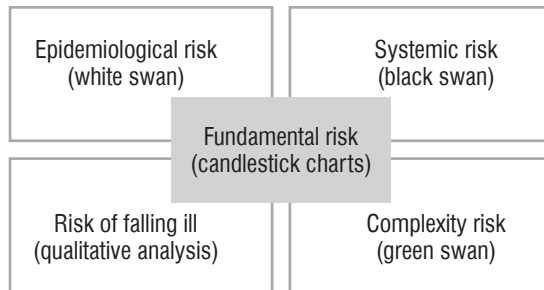 Epidemiological risk
(white swan)
Systemic risk
(black swan)
Fundamental risk
(candlestick charts)
Risk of falling ill
(qualitative analysis)
Complexity risk
(green swan)